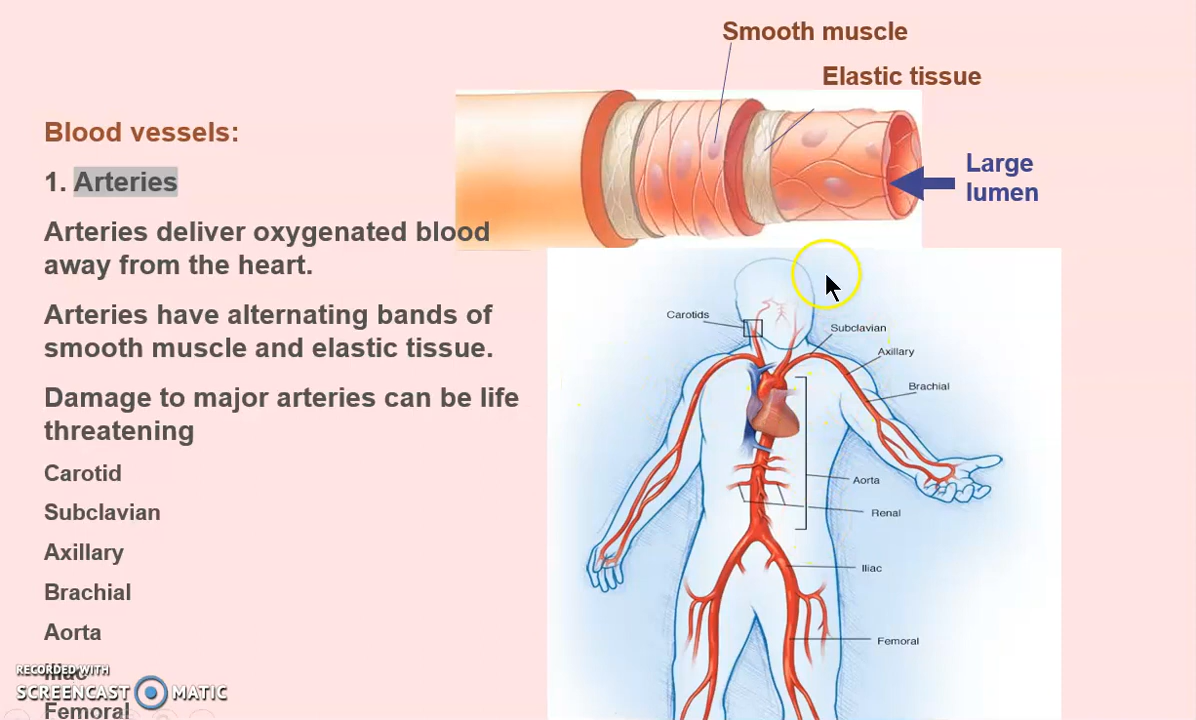 Smooth muscle
Elastic tissue
Blood vessels:
1. Arteries
Large
lumen
Arteries deliver oxygenated blood
away from the heart.
Arteries have alternating bands of
smooth muscle and elastic tissue.
Damage to major arteries can be life
threatening
Carotid
Subclavian
Axillary
Brachial
Aorta
Iliac
Femoral
Carotids
Subclavian
Axillary
Brachial
Aorta
Renal
Iliac
Femoral
RECORDED WITH
SCREENCAST MATIC